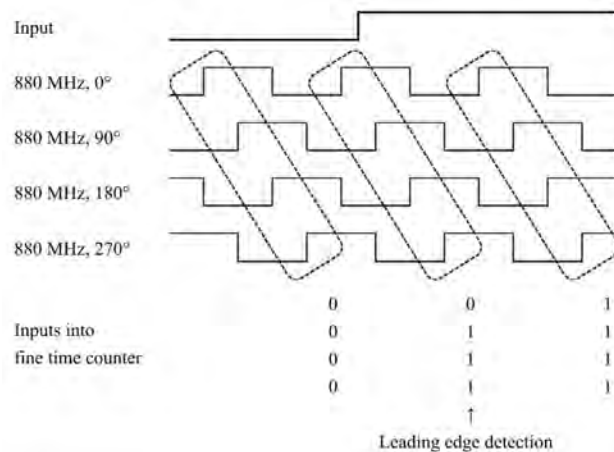 Input
880 MHz, 0°
880 MHz, 90°
880 MHz, 180°
880 MHz, 270°
0 0 1
Inputs into 0 1 1
fine time counter 0 1 1
0 1 1
↑
Leading edge detection